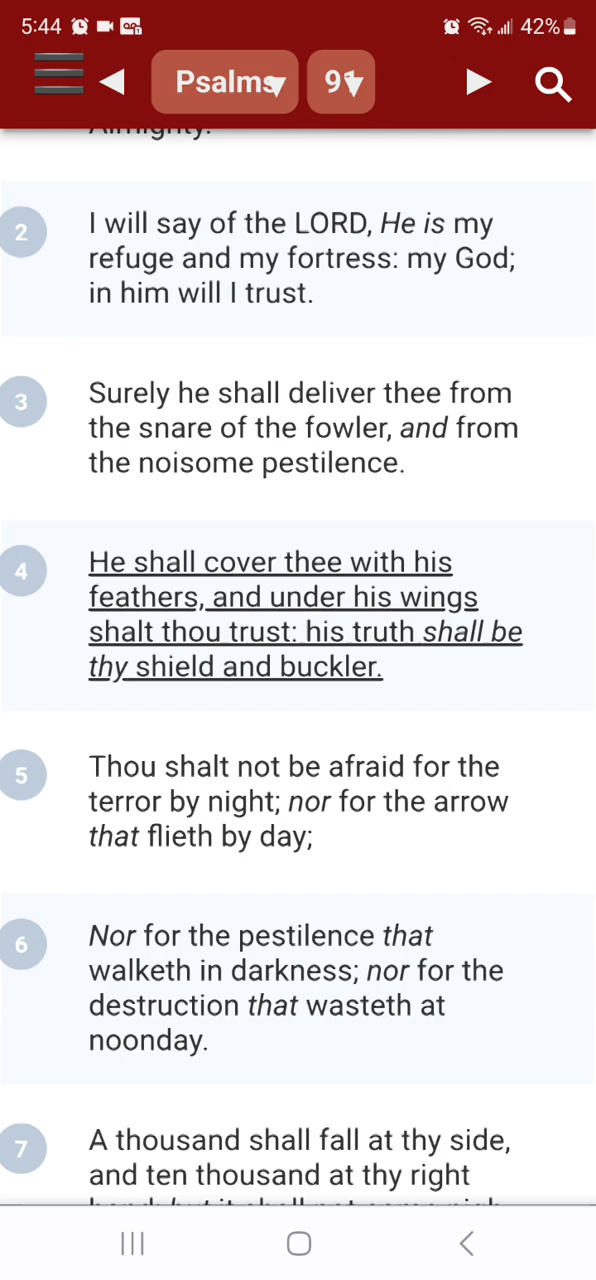 5:44 42%
Psalms 91
Almighty.
2 I will say of the LORD, He is my
refuge and my fortress: my God;
in him will I trust.
3 Surely he shall deliver thee from
the snare of the fowler, and from
the noisome pestilence.
4 He shall cover thee with his
feathers, and under his wings
shalt thou trust: his truth shall be
thy shield and buckler.
5 Thou shalt not be afraid for the
terror by night; nor for the arrow
that flieth by day;
6 Nor for the pestilence that
walketh in darkness; nor for the
destruction that wasteth at
noonday.
7 A thousand shall fall at thy side,
and ten thousand at thy right